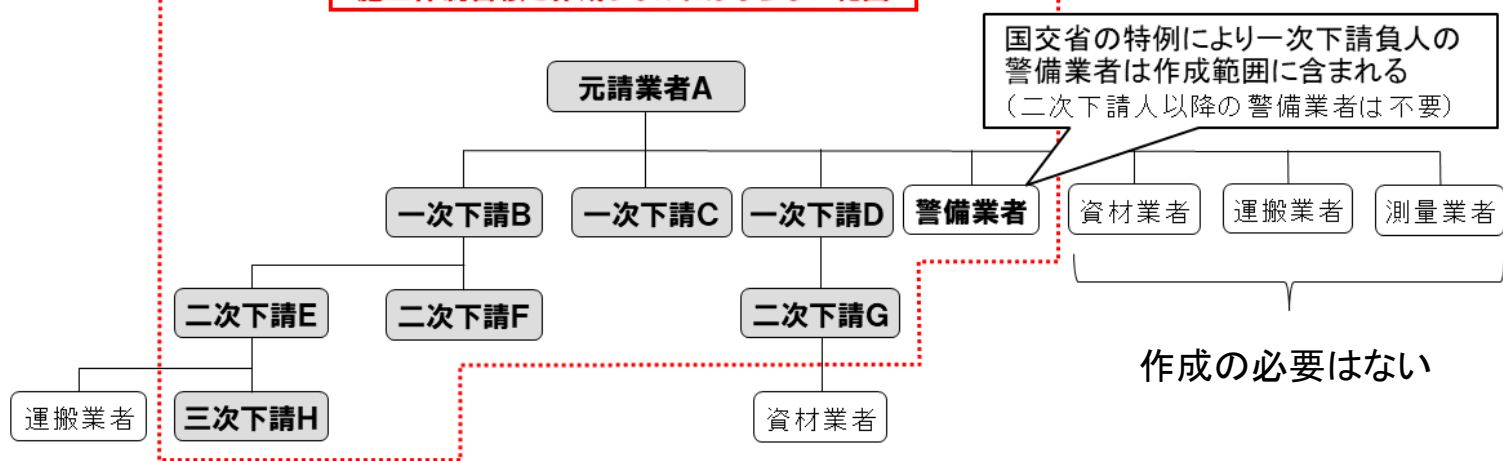 国交省の特例により一次下請負人の
警備業者は作成範囲に含まれる
（二次下請人以降の警備業者は不要）
元請業者A
一次下請B
一次下請C
一次下請D
警備業者
資材業者
運搬業者
測量業者
二次下請E
二次下請F
二次下請G
作成の必要はない
運搬業者
三次下請H
資材業者